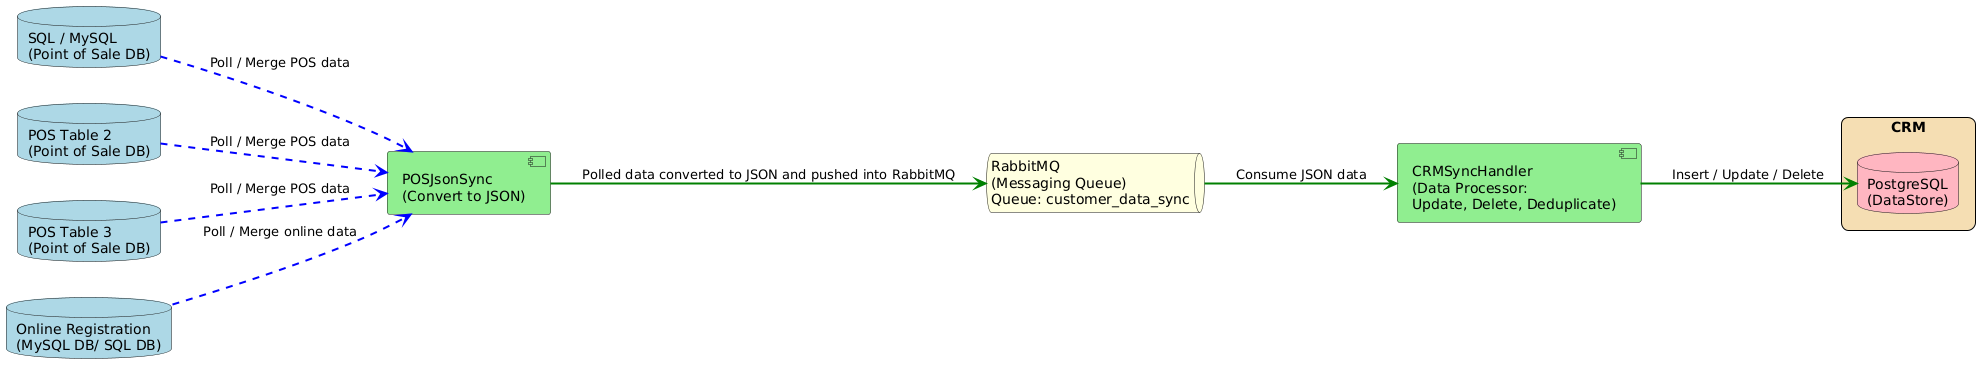 SQL / MySQL
(Point of Sale DB)
Poll / Merge POS data
POS Table 2
(Point of Sale DB)
Poll / Merge POS data
POS Table 3
(Point of Sale DB)
Poll / Merge POS data
Online Registration
(MySQL DB/ SQL DB)
Poll / Merge online data
POSJsonSync
(Convert to JSON)
Polled data converted to JSON and pushed into RabbitMQ
RabbitMQ
(Messaging Queue)
Queue: customer_data_sync
Consume JSON data
CRMSyncHandler
(Data Processor:
Update, Delete, Deduplicate)
Insert / Update / Delete
CRM
PostgreSQL
(DataStore)